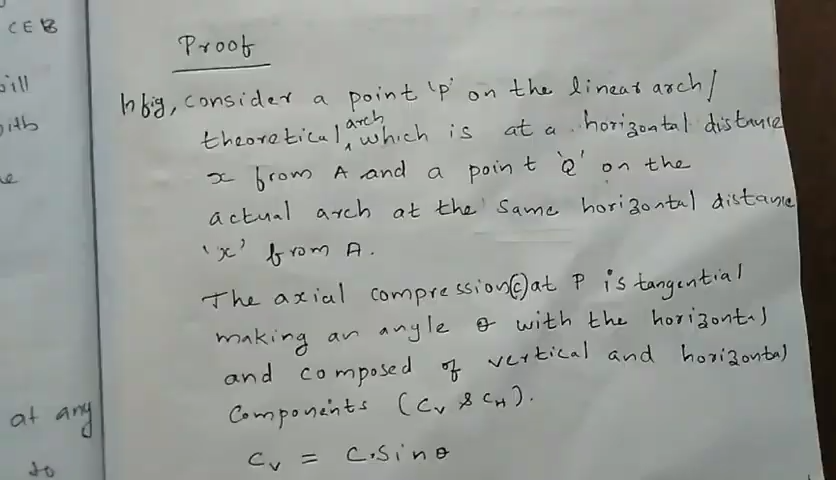 CEB
Proof
In fig, consider a point 'P' on the linear arch/
theoretical arch, which is at a horizontal distance
x from A and a point 'Q' on the
actual arch at the same horizontal distance
'x' from A.
The axial compression(C) at P is tangential
making an angle θ with the horizontal
and composed of vertical and horizontal
components (Cv & CH).
at any
Cv = C.sinθ
to